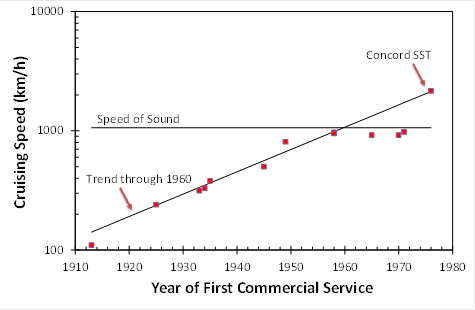 10000
Concord SST
Speed of Sound
1000
Trend through 1960
100
1910 1920 1930 1940 1950 1960 1970 1980
Year of First Commercial Service
Cruising Speed (km/h)